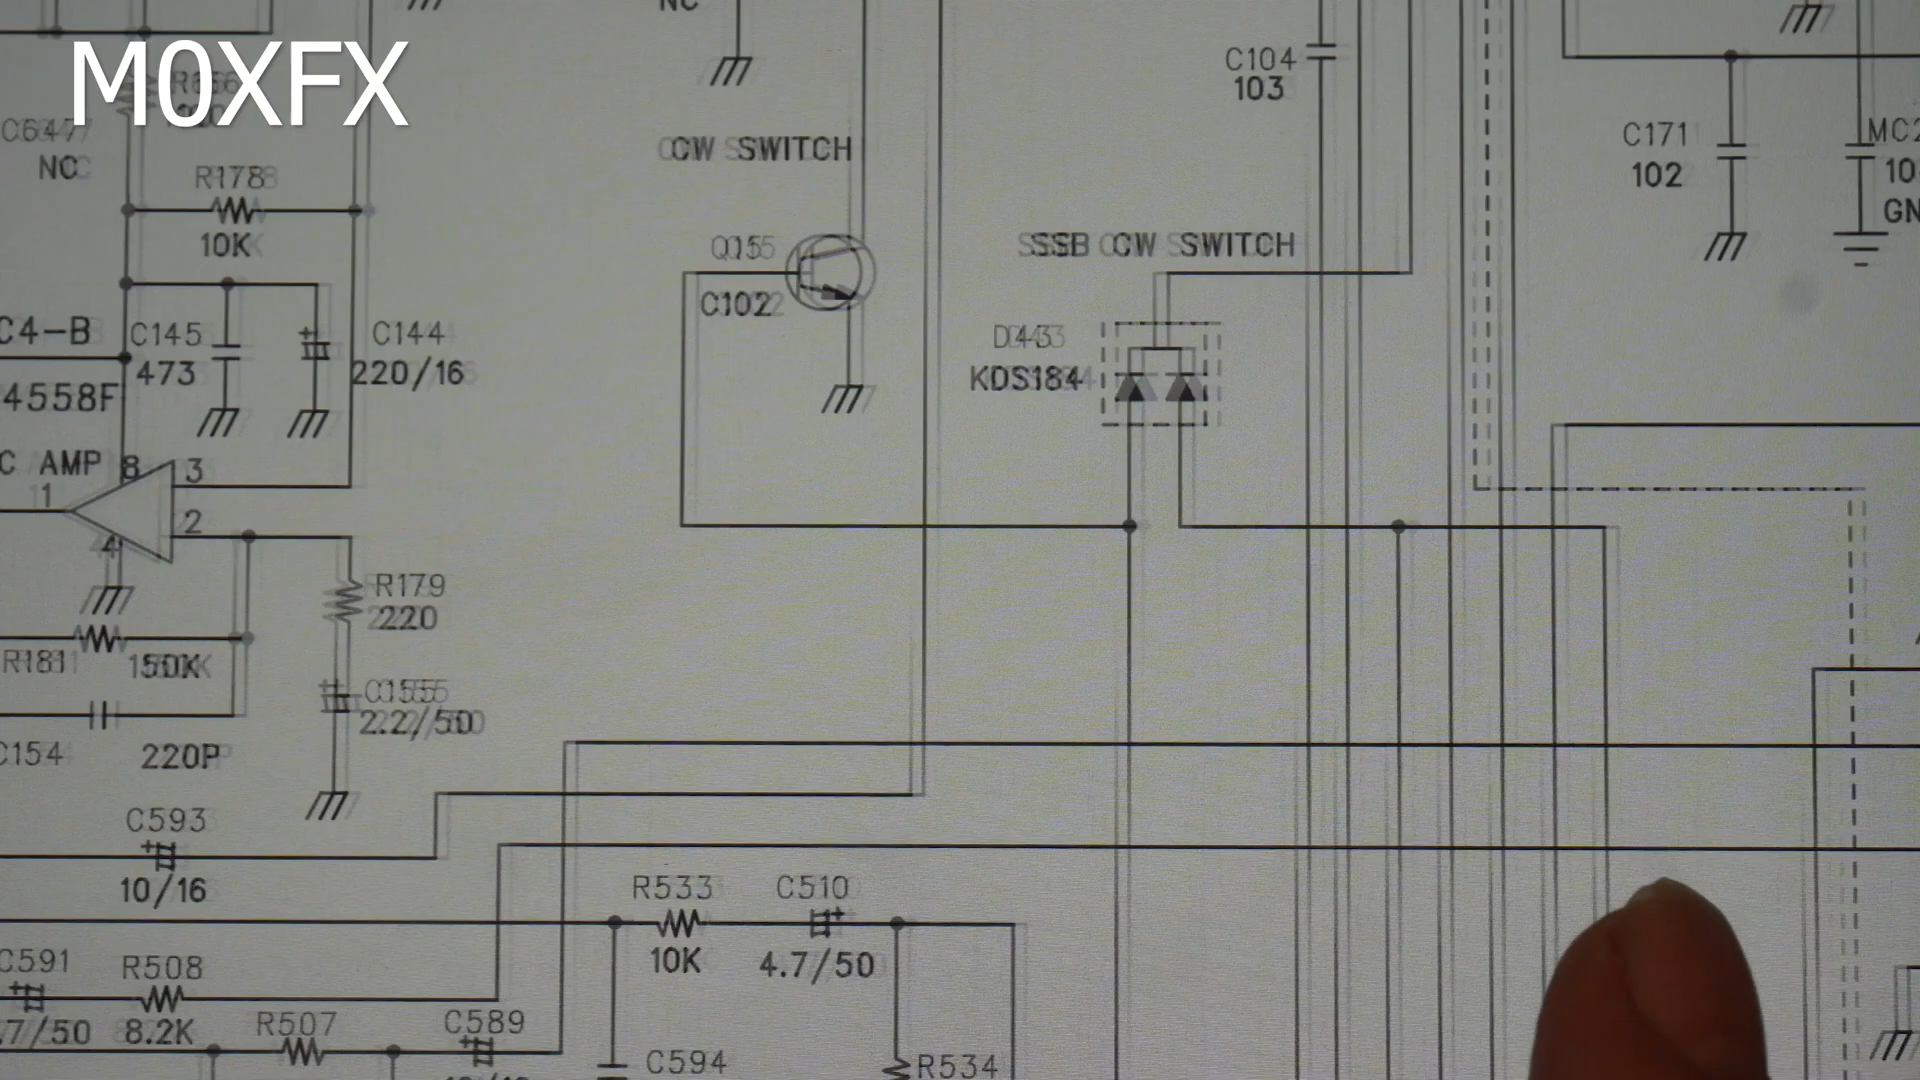 NC
M0XFX
C104
103
C647
NC
R178
10K
CW SWITCH
C171
102
Q155
C102
SSB CW SWITCH
C145
473
C144
220/16
C4-B
4558F
KDS184
C AMP
8
3
1
2
4
R179
220
R181
150K
C155
2.2/50
C154
220P
C593
10/16
R533
10K
C510
4.7/50
C591
.7/50
R508
8.2K
R507
C589
C594
R534